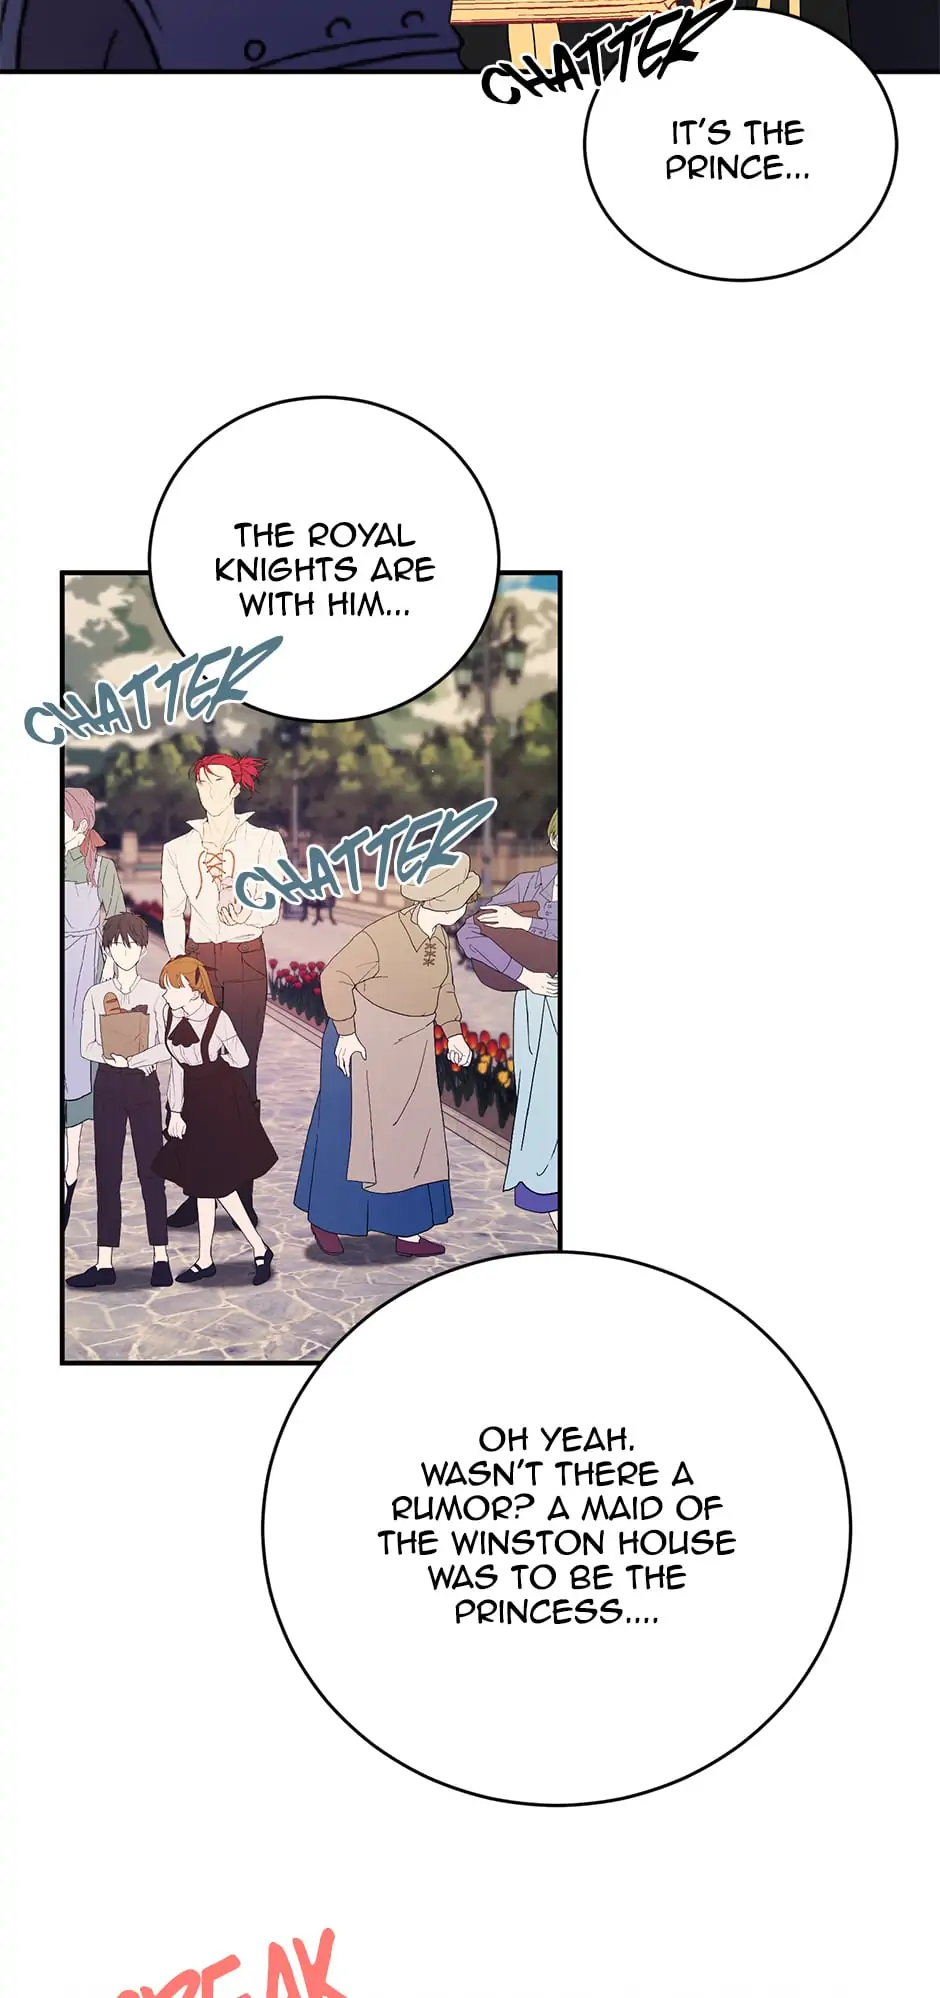 CHATTER
IT'S THE
PRINCE...
THE ROYAL
KNIGHTS ARE
WITH HIM...
CHATTER
CHATTER
OH YEAH.
WASN'T THERE A
RUMOR? A MAID OF
THE WINSTON HOUSE
WAS TO BE THE
PRINCESS....